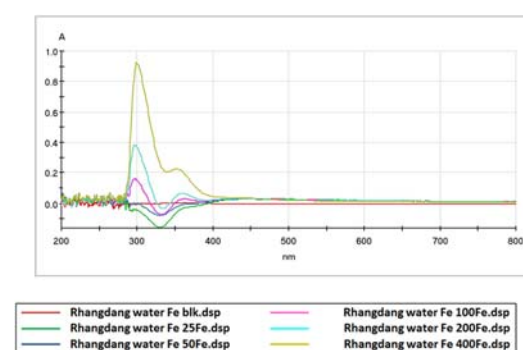 A
1.0
0.8
0.6
0.4
0.2
0.0
200 300 400 500 600 700 800
nm
Rhangdang water Fe blk.dsp Rhangdang water Fe 100Fe.dsp
Rhangdang water Fe 25Fe.dsp Rhangdang water Fe 200Fe.dsp
Rhangdang water Fe 50Fe.dsp Rhangdang water Fe 400Fe.dsp